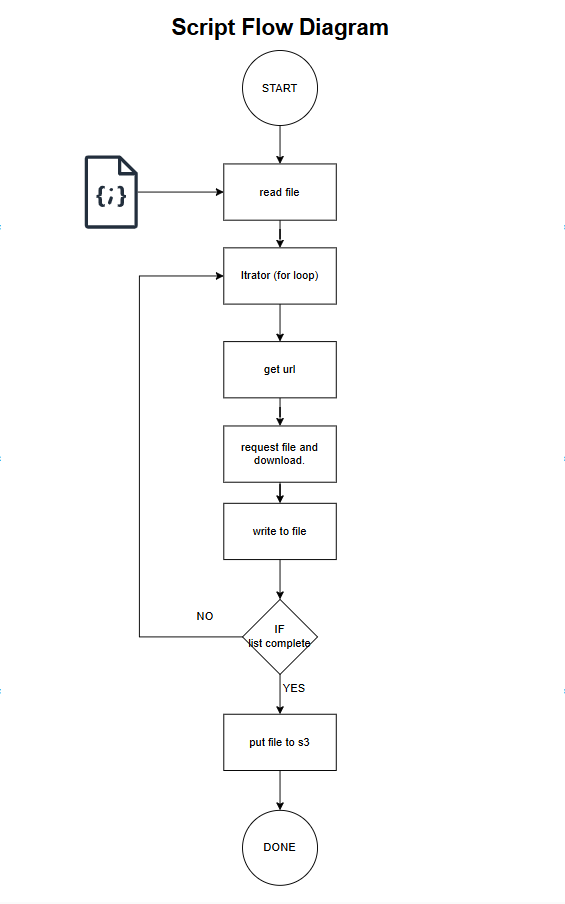 Script Flow Diagram
START
{;}
read file
Itrator (for loop)
get url
request file and
download.
write to file
IF
list complete
NO
YES
put file to s3
DONE